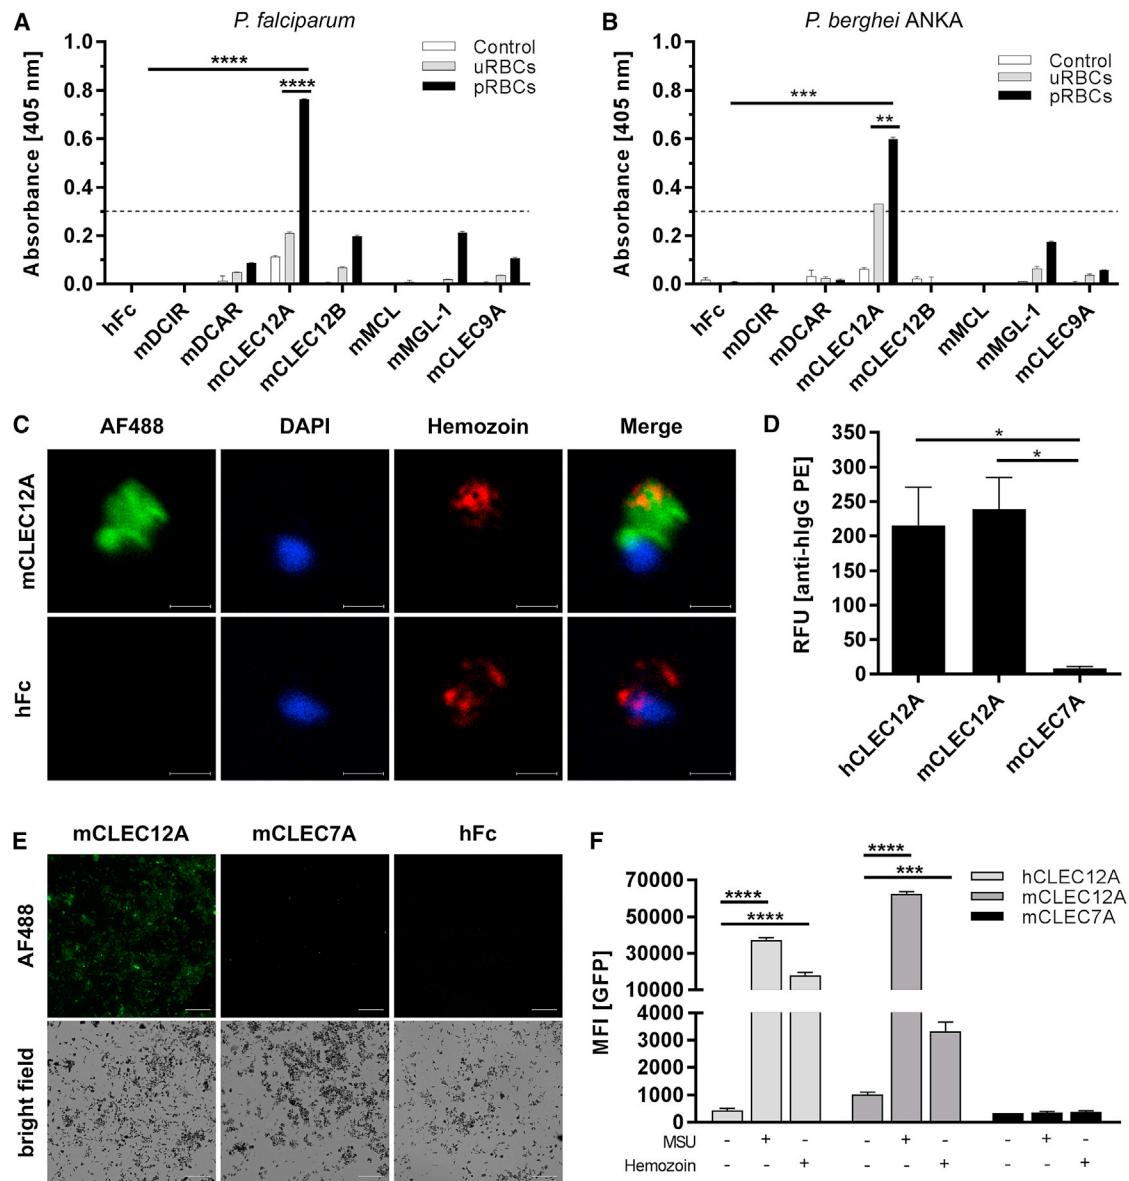 A
P. falciparum
Absorbance [405 nm]
1.0
0.8
0.6
0.4
0.2
0.0
****
****
Control
uRBCs
pRBCs
hFc
mDCIR
mDCAR
mCLEC12A
mCLEC12B
mMCL
mMGL-1
mCLEC9A
B
P. berghei ANKA
Absorbance [405 nm]
1.0
0.8
0.6
0.4
0.2
0.0
***
**
Control
uRBCs
pRBCs
hFc
mDCIR
mDCAR
mCLEC12A
mCLEC12B
mMCL
mMGL-1
mCLEC9A
C
AF488
DAPI
Hemozoin
Merge
mCLEC12A
hFc
D
RFU [anti-hIgG PE]
350
300
250
200
150
100
50
0
*
*
hCLEC12A
mCLEC12A
mCLEC7A
E
mCLEC12A
mCLEC7A
hFc
AF488
bright field
F
MFI [GFP]
70000
50000
30000
10000
4000
3000
2000
1000
0
****
****
****
***
hCLEC12A
mCLEC12A
mCLEC7A
MSU - + - - + - - + -
Hemozoin - - + - - + - - +